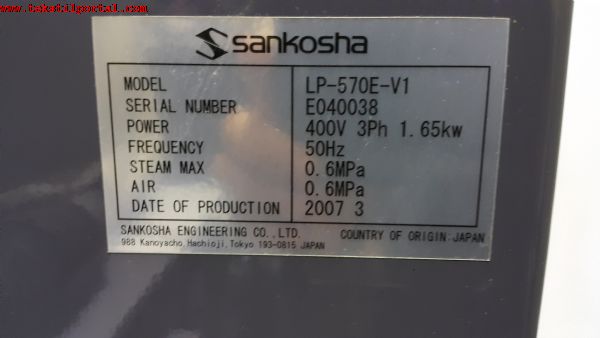 www.tekstilportal.com
sankosha
MODEL LP-570E-V1
SERIAL NUMBER E040038
POWER 400V 3Ph 1.65kw
FREQUENCY 50Hz
STEAM MAX 0.6MPa
AIR 0.6MPa
DATE OF PRODUCTION 2007 3
SANKOSHA ENGINEERING CO.,LTD. COUNTRY OF ORIGIN:JAPAN
988 Kanoyacho,Hachioji,Tokyo 193-0815 JAPAN